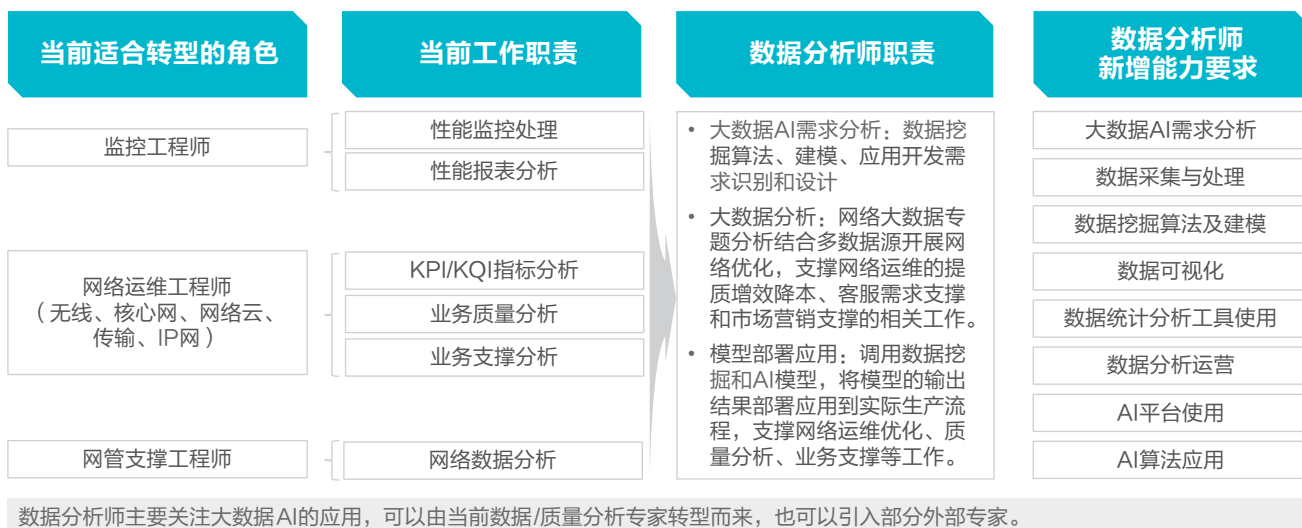 当前适合转型的角色
当前工作职责
数据分析师职责
数据分析师
新增能力要求
监控工程师
性能监控处理
性能报表分析
网络运维工程师
（无线、核心网、网络云、
传输、IP网）
KPI/KQI指标分析
业务质量分析
业务支撑分析
网管支撑工程师
网络数据分析
• 大数据AI需求分析：数据挖
掘算法、建模、应用开发需
求识别和设计
• 大数据分析：网络大数据专
题分析结合多数据源开展网
络优化，支撑网络运维的提
质增效降本、客服需求支撑
和市场营销支撑的相关工作。
• 模型部署应用：调用数据挖
掘和AI模型，将模型的输出
结果部署应用到实际生产流
程，支撑网络运维优化、质
量分析、业务支撑等工作。
大数据AI需求分析
数据采集与处理
数据挖掘算法及建模
数据可视化
数据统计分析工具使用
数据分析运营
AI平台使用
AI算法应用
数据分析师主要关注大数据AI的应用，可以由当前数据/质量分析专家转型而来，也可以引入部分外部专家。